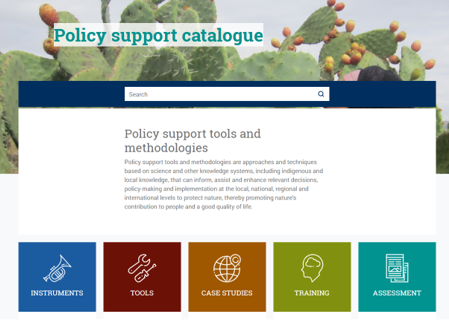 Policy support catalogue
Search
Policy support tools and
methodologies
Policy support tools and methodologies are approaches and techniques
based on science and other knowledge systems, including indigenous and
local knowledge, that can inform, assist and enhance relevant decisions,
policy making and implementation at the local, national, regional and
international levels to protect nature, thereby promoting nature's
contribution to people and a good quality of life.
INSTRUMENTS
TOOLS
CASE STUDIES
TRAINING
ASSESSMENT